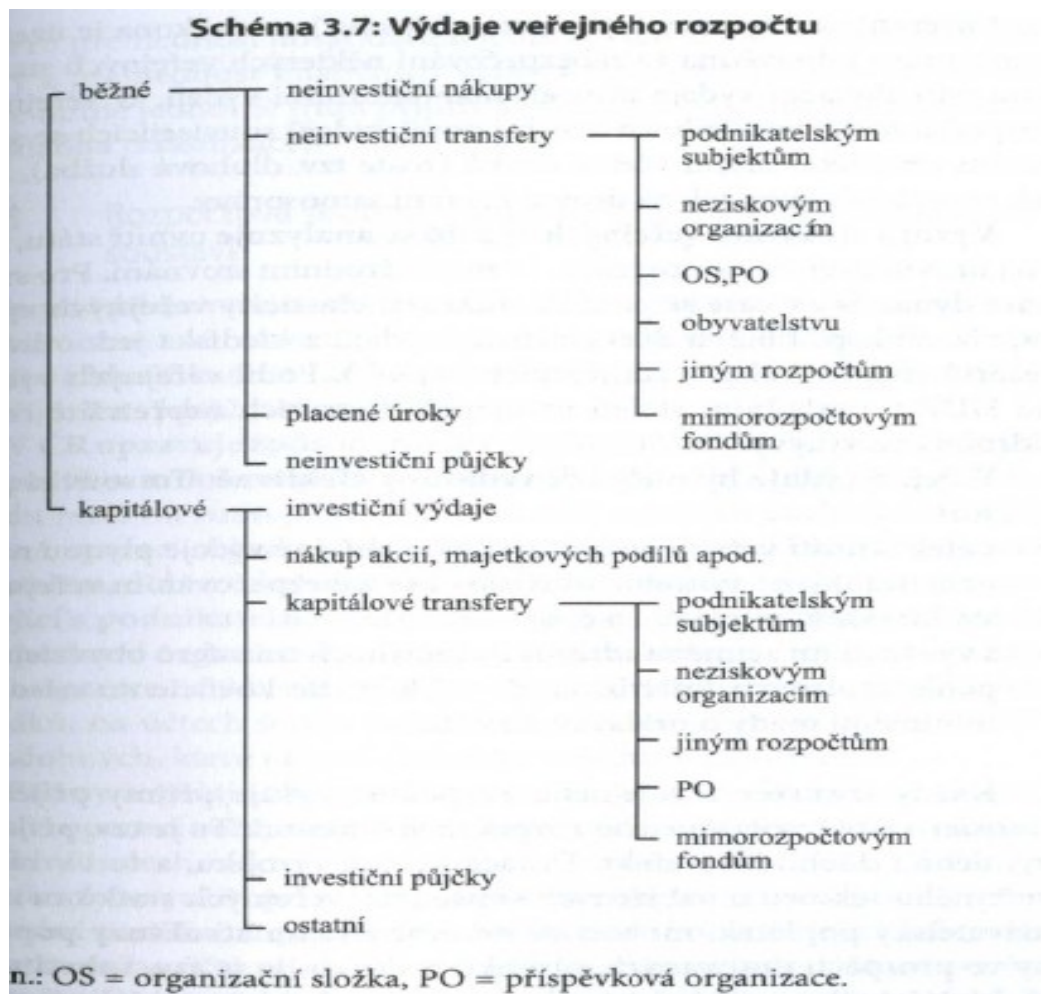 Schéma 3.7: Výdaje veřejného rozpočtu
běžné
neinvestiční nákupy
neinvestiční transfery
podnikatelským
subjektům
neziskovým
organizacím
OS,PO
obyvatelstvu
jiným rozpočtům
mimorozpočtovým
fondům
placené úroky
neinvestiční půjčky
kapitálové
investiční výdaje
nákup akcií, majetkových podílů apod.
kapitálové transfery
podnikatelským
subjektům
neziskovým
organizacím
jiným rozpočtům
PO
mimorozpočtovým
fondům
investiční půjčky
ostatní
n.: OS = organizační složka, PO = příspěvková organizace.